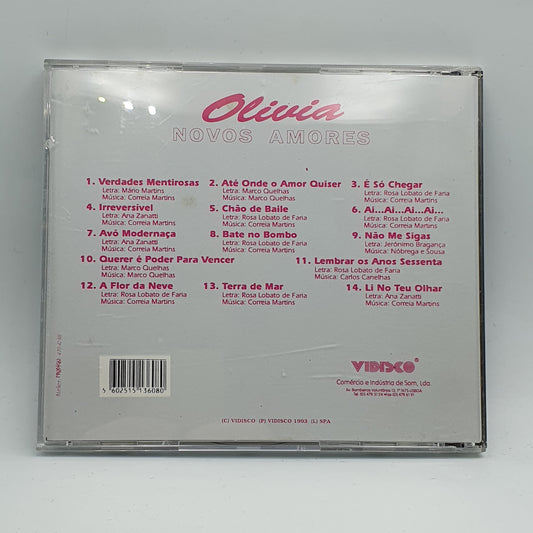 Olivia
NOVOS AMORES
1. Verdades Mentirosas
Letra: Mário Martins
Música: Correia Martins
2. Até Onde o Amor Quiser
Letra: Marco Quelhas
Música: Marco Quelhas
3. É Só Chegar
Letra: Rosa Lobato de Faria
Música: Correia Martins
4. Irreversível
Letra: Ana Zanatti
Música: Correia Martins
5. Chão de Baile
Letra: Rosa Lobato de Faria
Música: Correia Martins
6. Ai...Ai...Ai...Ai...
Letra: Rosa Lobato de Faria
Música: Correia Martins
7. Avó Modernaça
Letra: Ana Zanatti
Música: Correia Martins
8. Bate no Bombo
Letra: Rosa Lobato de Faria
Música: Correia Martins
9. Não Me Sigas
Letra: Jerónimo Bragança
Música: Nóbrega e Sousa
10. Querer é Poder Para Vencer
Letra: Marco Quelhas
Música: Marco Quelhas
11. Lembrar os Anos Sessenta
Letra: Rosa Lobato de Faria
Música: Carlos Canelhas
12. A Flor da Neve
Letra: Rosa Lobato de Faria
Música: Correia Martins
13. Terra de Mar
Letra: Rosa Lobato de Faria
Música: Correia Martins
14. Li No Teu Olhar
Letra: Ana Zanatti
Música: Correia Martins
5 602515 136080
VIDISCO
Comércio e Indústria de Som, Lda.
(C) VIDISCO (P) VIDISCO 1993 (L) SPA